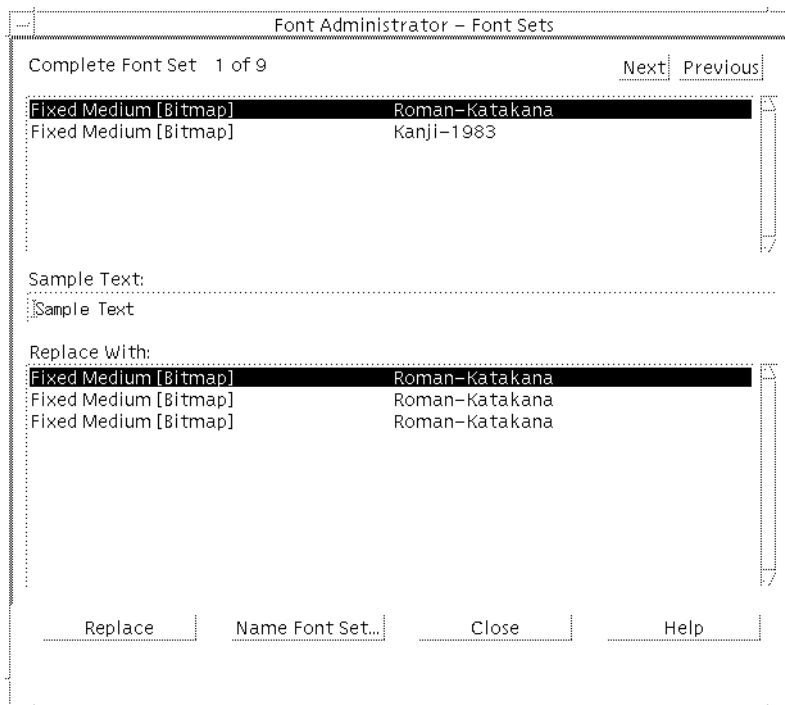 Font Administrator – Font Sets
Complete Font Set 1 of 9 Next Previous
Fixed Medium [Bitmap] Roman–Katakana
Fixed Medium [Bitmap] Kanji–1983
Sample Text:
Sample Text
Replace With:
Fixed Medium [Bitmap] Roman–Katakana
Fixed Medium [Bitmap] Roman–Katakana
Fixed Medium [Bitmap] Roman–Katakana
Replace Name Font Set... Close Help